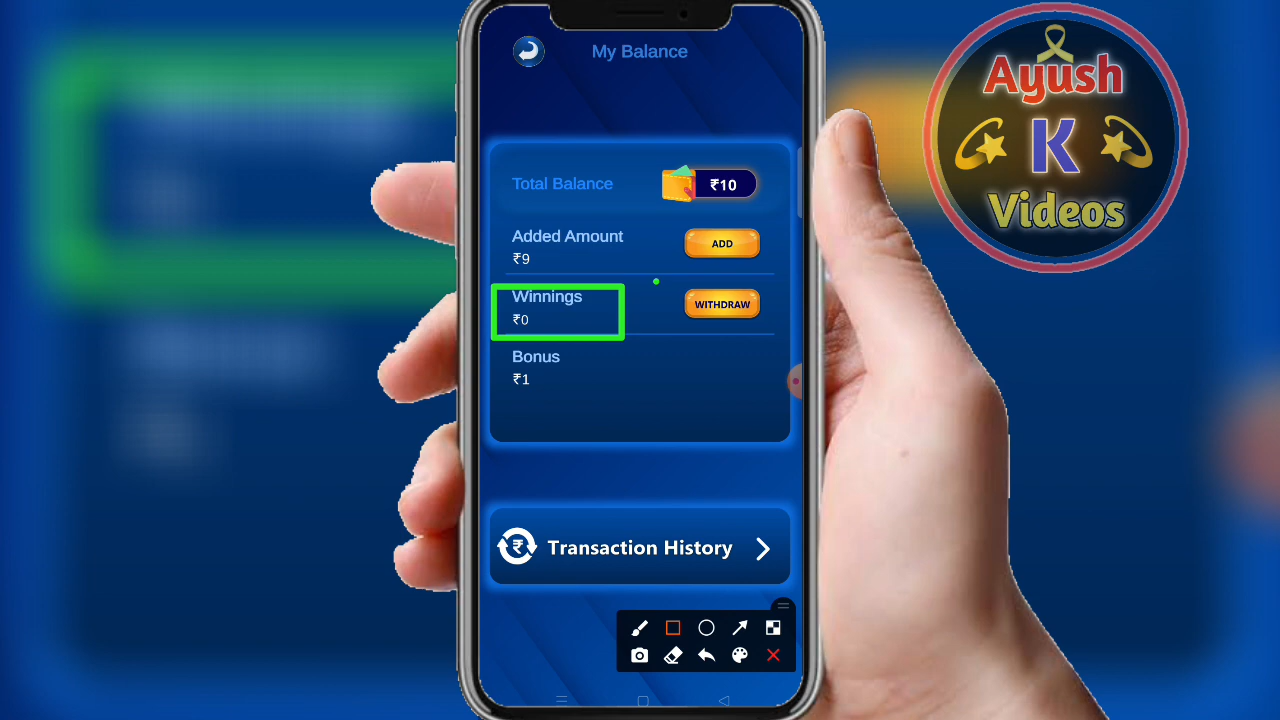 My Balance
Total Balance
₹10
Added Amount
₹9
ADD
Winnings
₹0
WITHDRAW
Bonus
₹1
₹
Transaction History
Ayush
K
Videos